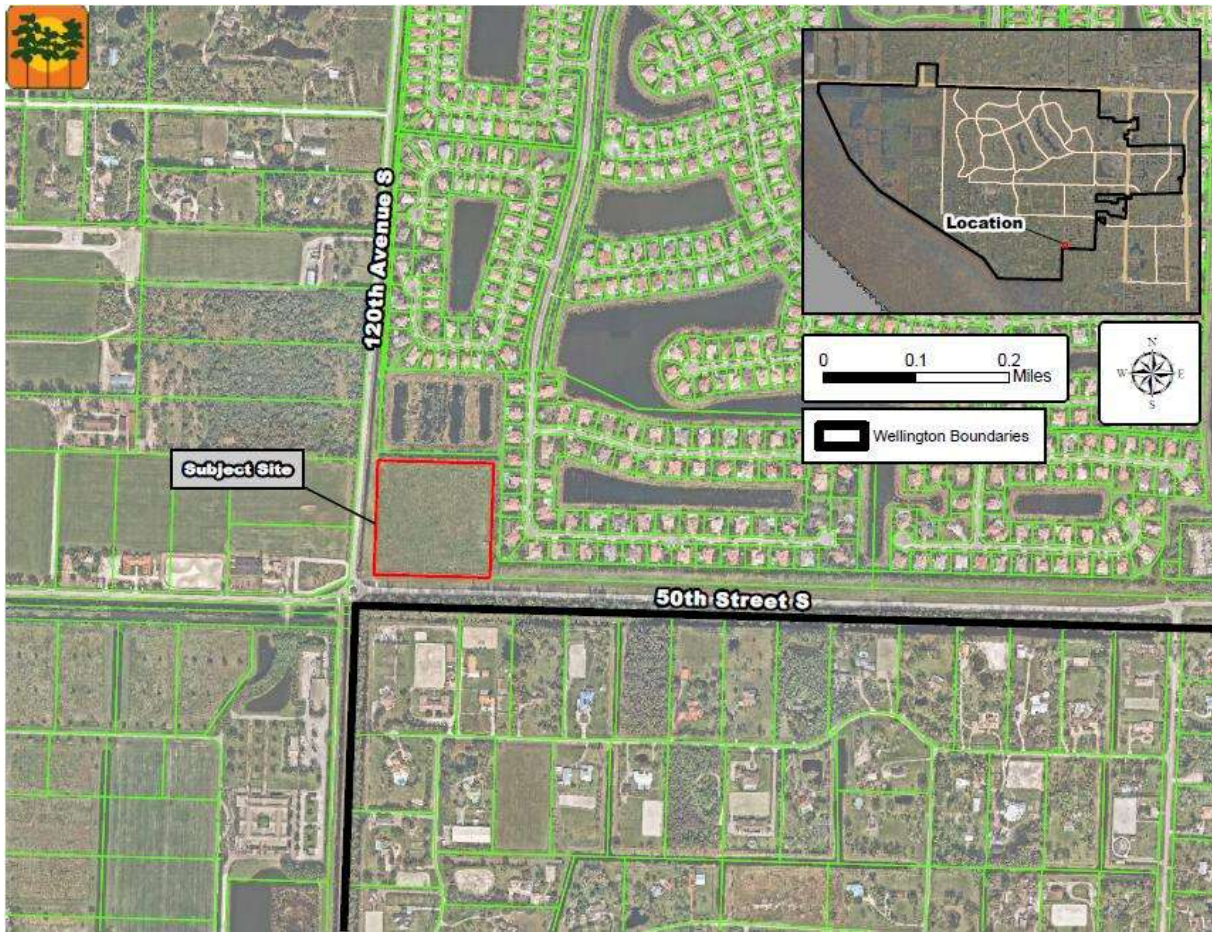 120th Avenue S
Location
0 0.1 0.2
Miles
N
W E
S
Wellington Boundaries
Subject Site
50th Street S